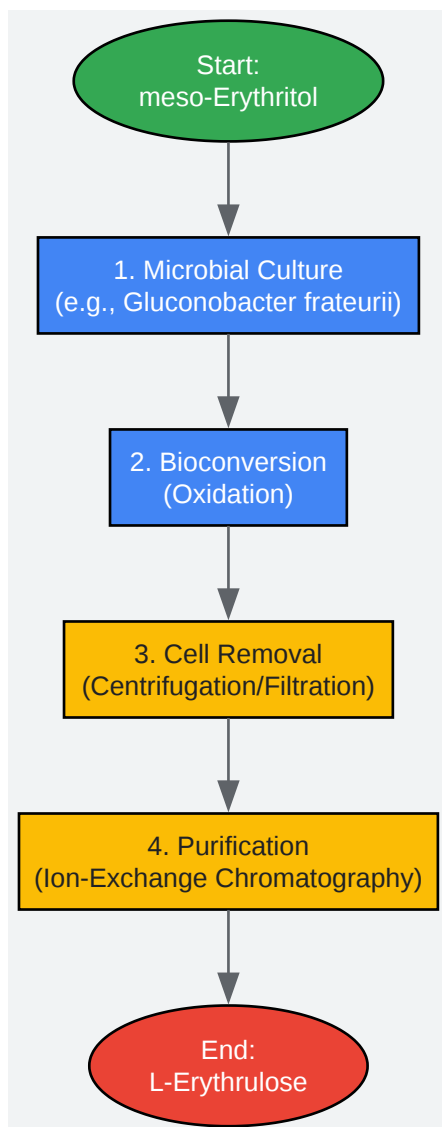 Start:
meso-Erythritol
1. Microbial Culture
(e.g., Gluconobacter frateurii)
2. Bioconversion
(Oxidation)
3. Cell Removal
(Centrifugation/Filtration)
4. Purification
(Ion-Exchange Chromatography)
End:
L-Erythrulose